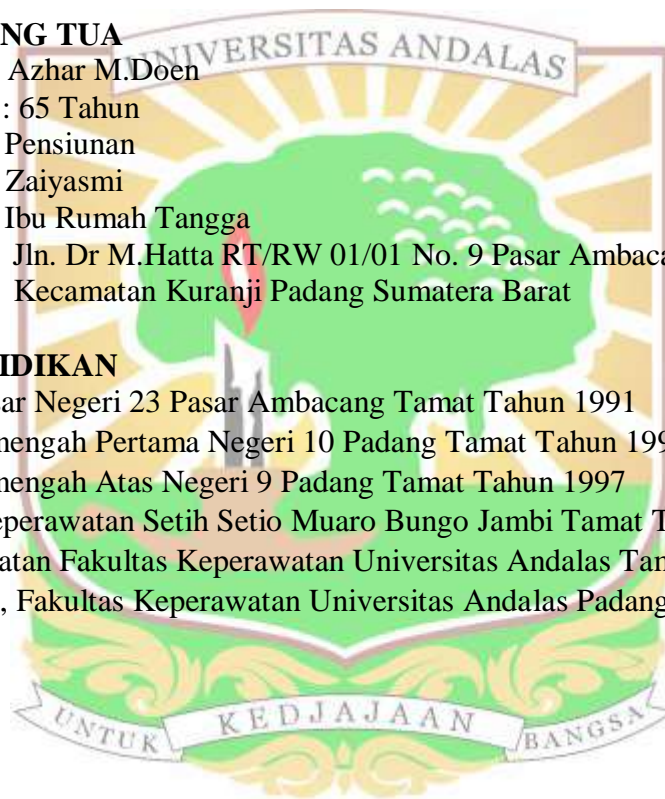 NG TUA
UNIVERSITAS ANDALAS
Azhar M.Doen
: 65 Tahun
Pensiunan
Zaiyasmi
Ibu Rumah Tangga
Jln. Dr M.Hatta RT/RW 01/01 No. 9 Pasar Ambaca
Kecamatan Kuranji Padang Sumatera Barat
IDIKAN
ar Negeri 23 Pasar Ambacang Tamat Tahun 1991
nengah Pertama Negeri 10 Padang Tamat Tahun 199
nengah Atas Negeri 9 Padang Tamat Tahun 1997
eperawatan Setih Setio Muaro Bungo Jambi Tamat T
atan Fakultas Keperawatan Universitas Andalas Tam
, Fakultas Keperawatan Universitas Andalas Padang
UNTUK KEDJAJAAN BANGSA